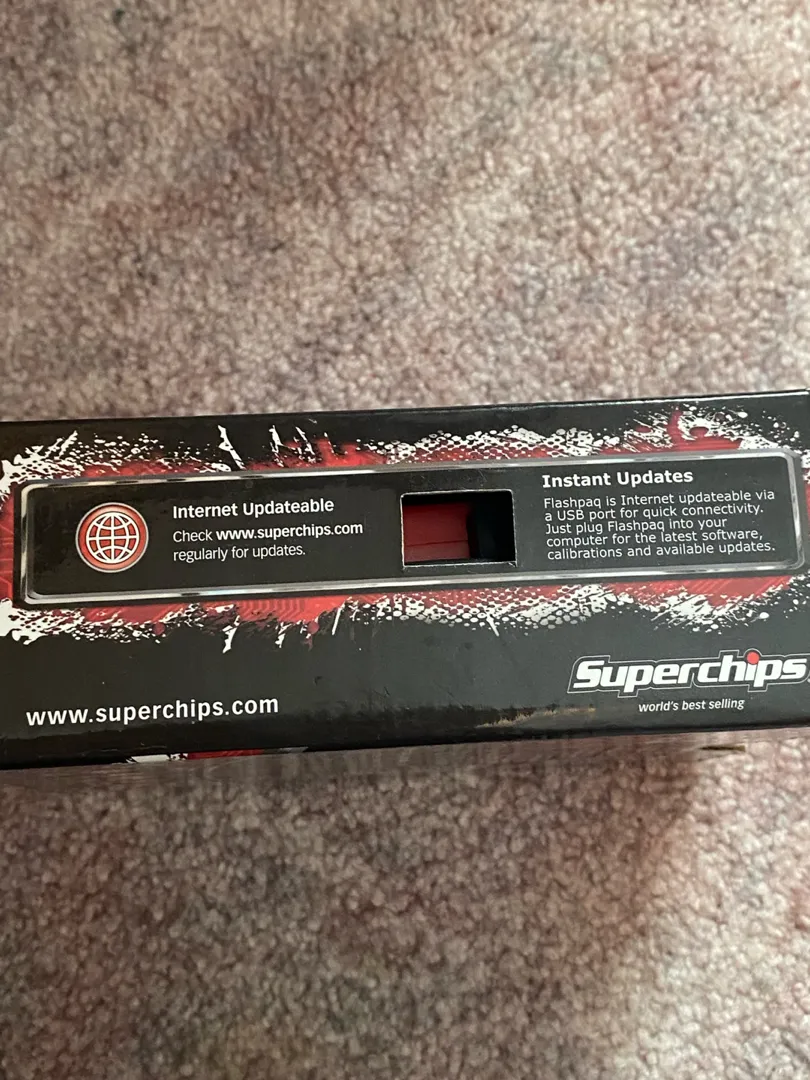 Internet Updateable
Check www.superchips.com
regularly for updates.
Instant Updates
Flashpaq is Internet updateable via
a USB port for quick connectivity.
Just plug Flashpaq into your
computer for the latest software,
calibrations and available updates.
www.superchips.com
Superchips
world's best selling